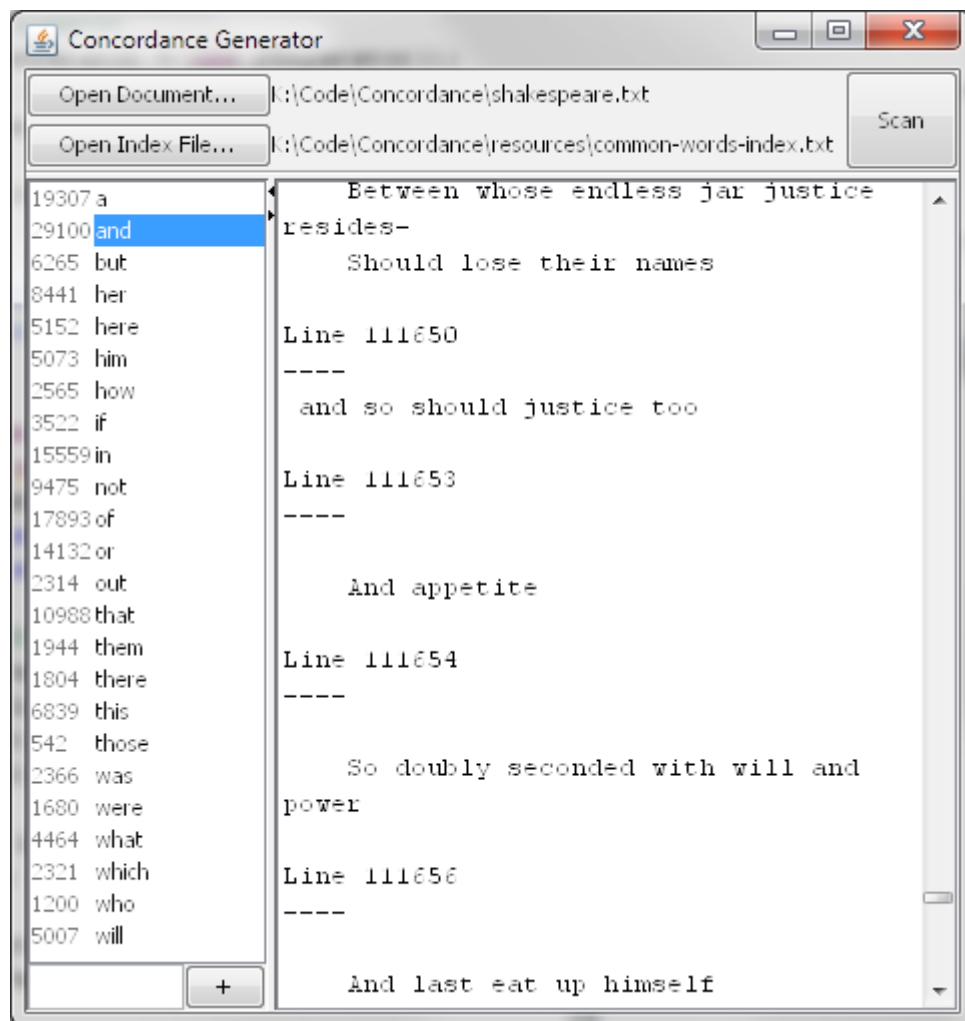 Concordance Generator
Open Document... K:\Code\Concordance\shakespeare.txt
Open Index File... K:\Code\Concordance\resources\common-words-index.txt
Scan
19307 a
29100 and
6265 but
8441 her
5152 here
5073 him
2565 how
3522 if
15559 in
9475 not
17893 of
14132 or
2314 out
10988 that
1944 them
1804 there
6839 this
542 those
2366 was
1680 were
4464 what
2321 which
1200 who
5007 will
+
Between whose endless jar justice
resides-
Should lose their names
Line 111650
----
and so should justice too
Line 111653
----
And appetite
Line 111654
----
So doubly seconded with will and
power
Line 111656
----
And last eat up himself